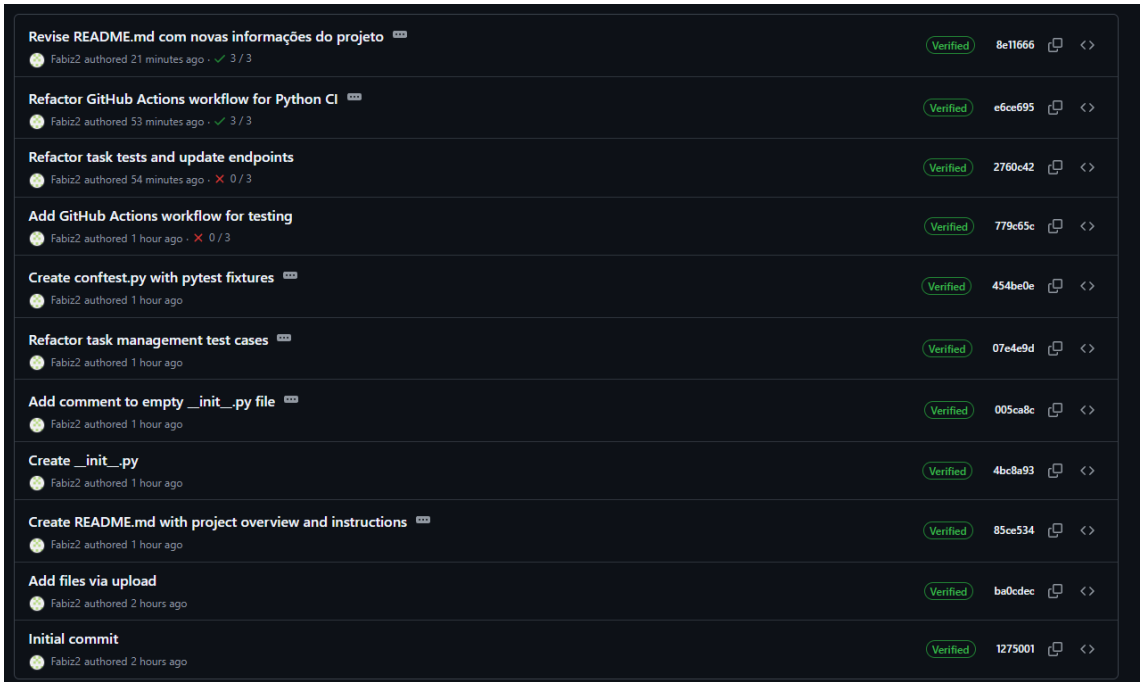 Revise README.md com novas informações do projeto
Verified 8e11666
Fabiz2 authored 21 minutes ago · 3 / 3
Refactor GitHub Actions workflow for Python CI
Verified e6ce695
Fabiz2 authored 53 minutes ago · 3 / 3
Refactor task tests and update endpoints
Verified 2760c42
Fabiz2 authored 54 minutes ago · 0 / 3
Add GitHub Actions workflow for testing
Verified 779c65c
Fabiz2 authored 1 hour ago · 0 / 3
Create conftest.py with pytest fixtures
Verified 454be0e
Fabiz2 authored 1 hour ago
Refactor task management test cases
Verified 07e4e9d
Fabiz2 authored 1 hour ago
Add comment to empty __init__.py file
Verified 005ca8c
Fabiz2 authored 1 hour ago
Create __init__.py
Verified 4bc8a93
Fabiz2 authored 1 hour ago
Create README.md with project overview and instructions
Verified 85ce534
Fabiz2 authored 1 hour ago
Add files via upload
Verified ba0cdec
Fabiz2 authored 2 hours ago
Initial commit
Verified 1275001
Fabiz2 authored 2 hours ago